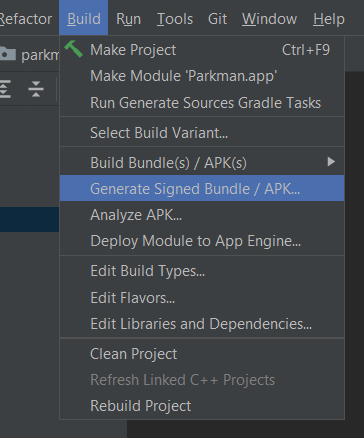 Refactor Build Run Tools Git Window Help
parkm
Make Project Ctrl+F9
Make Module 'Parkman.app'
Run Generate Sources Gradle Tasks
Select Build Variant...
Build Bundle(s) / APK(s)
Generate Signed Bundle / APK...
Analyze APK...
Deploy Module to App Engine...
Edit Build Types...
Edit Flavors...
Edit Libraries and Dependencies...
Clean Project
Refresh Linked C++ Projects
Rebuild Project